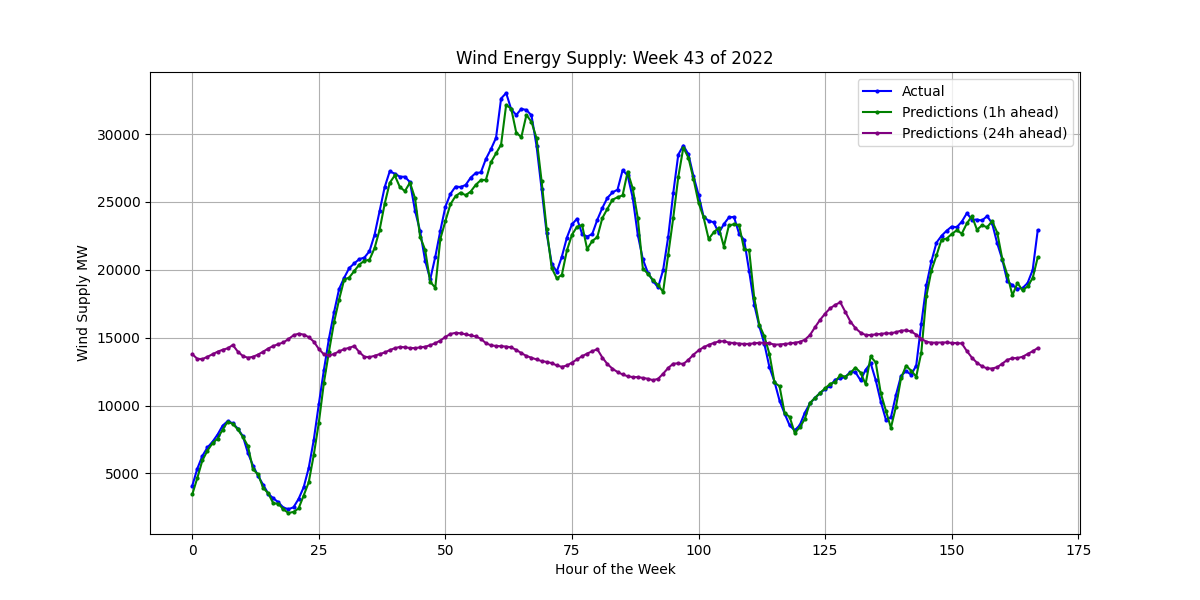 Wind Energy Supply: Week 43 of 2022
Actual
Predictions (1h ahead)
Predictions (24h ahead)
Wind Supply MW
30000
25000
20000
15000
10000
5000
0 25 50 75 100 125 150 175
Hour of the Week